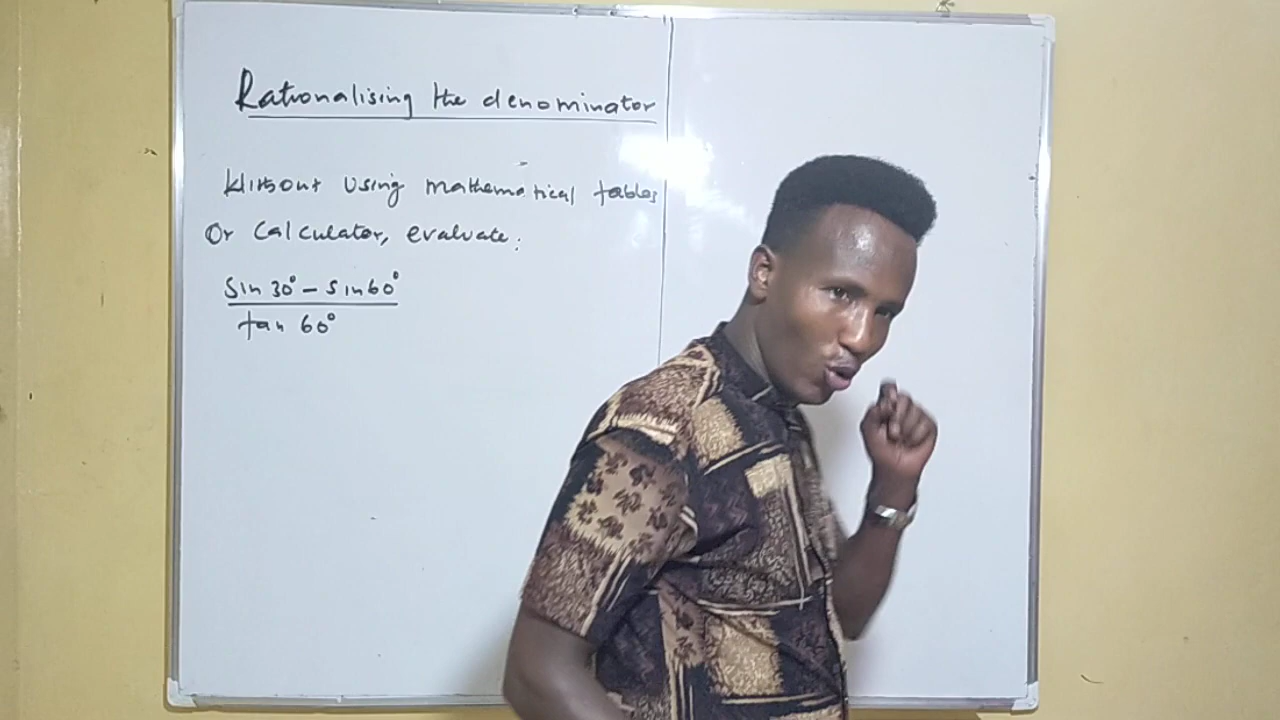 Rationalising the denominator
Without using mathematical tables
Or Calculator, evaluate:
Sin 30° - Sin 60°
tan 60°